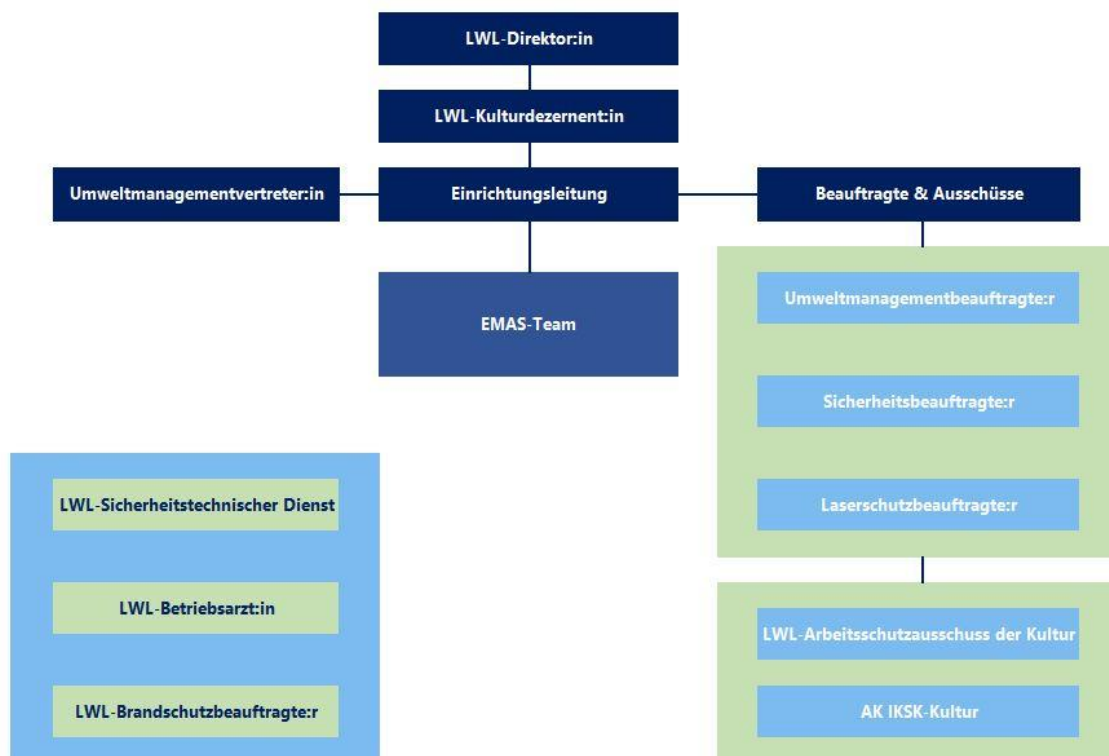 LWL-Direktor:in
LWL-Kulturdezernent:in
Umweltmanagementvertreter:in
Einrichtungsleitung
Beauftragte & Ausschüsse
EMAS-Team
Umweltmanagementbeauftragte:r
Sicherheitsbeauftragte:r
Laserschutzbeauftragte:r
LWL-Arbeitsschutzausschuss der Kultur
AK IKSK-Kultur
LWL-Sicherheitstechnischer Dienst
LWL-Betriebsarzt:in
LWL-Brandschutzbeauftragte:r